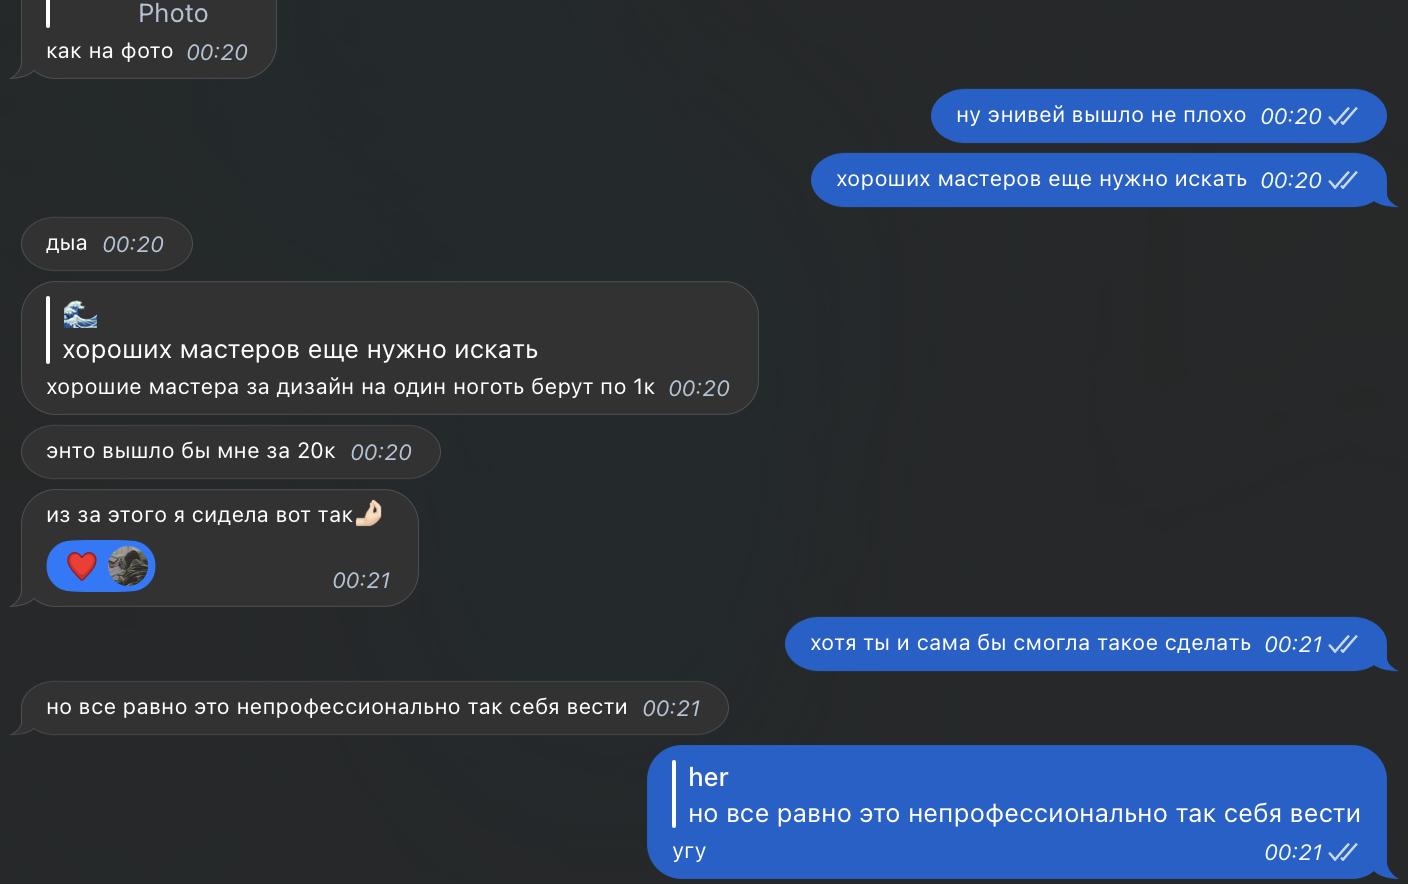 Photo
как на фото 00:20
ну энивей вышло не плохо 00:20
хороших мастеров еще нужно искать 00:20
дыа 00:20
🌊
хороших мастеров еще нужно искать
хорошие мастера за дизайн на один ноготь берут по 1к 00:20
энто вышло бы мне за 20к 00:20
из за этого я сидела вот так🤌🏻
00:21
хотя ты и сама бы смогла такое сделать 00:21
но все равно это непрофессионально так себя вести 00:21
her
но все равно это непрофессионально так себя вести
угу 00:21